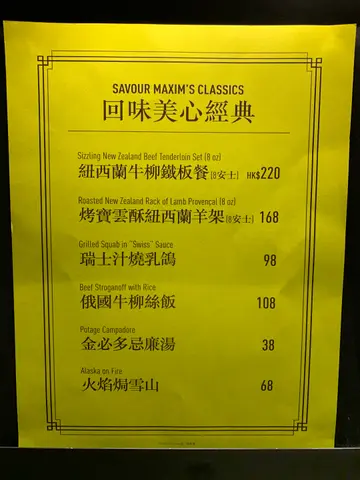 SAVOUR MAXIM'S CLASSICS
回味美心經典
Sizzling New Zealand Beef Tenderloin Set (8 oz)
紐西蘭牛柳鐵板餐 [8安士] HK$220
Roasted New Zealand Rack of Lamb Provençal (8 oz)
烤寶雲酥紐西蘭羊架 [8安士] 168
Grilled Squab in "Swiss" Sauce
瑞士汁燒乳鴿 98
Beef Stroganoff with Rice
俄國牛柳絲飯 108
Potage Campadore
金必多忌廉湯 38
Alaska on Fire
火焰焗雪山 68